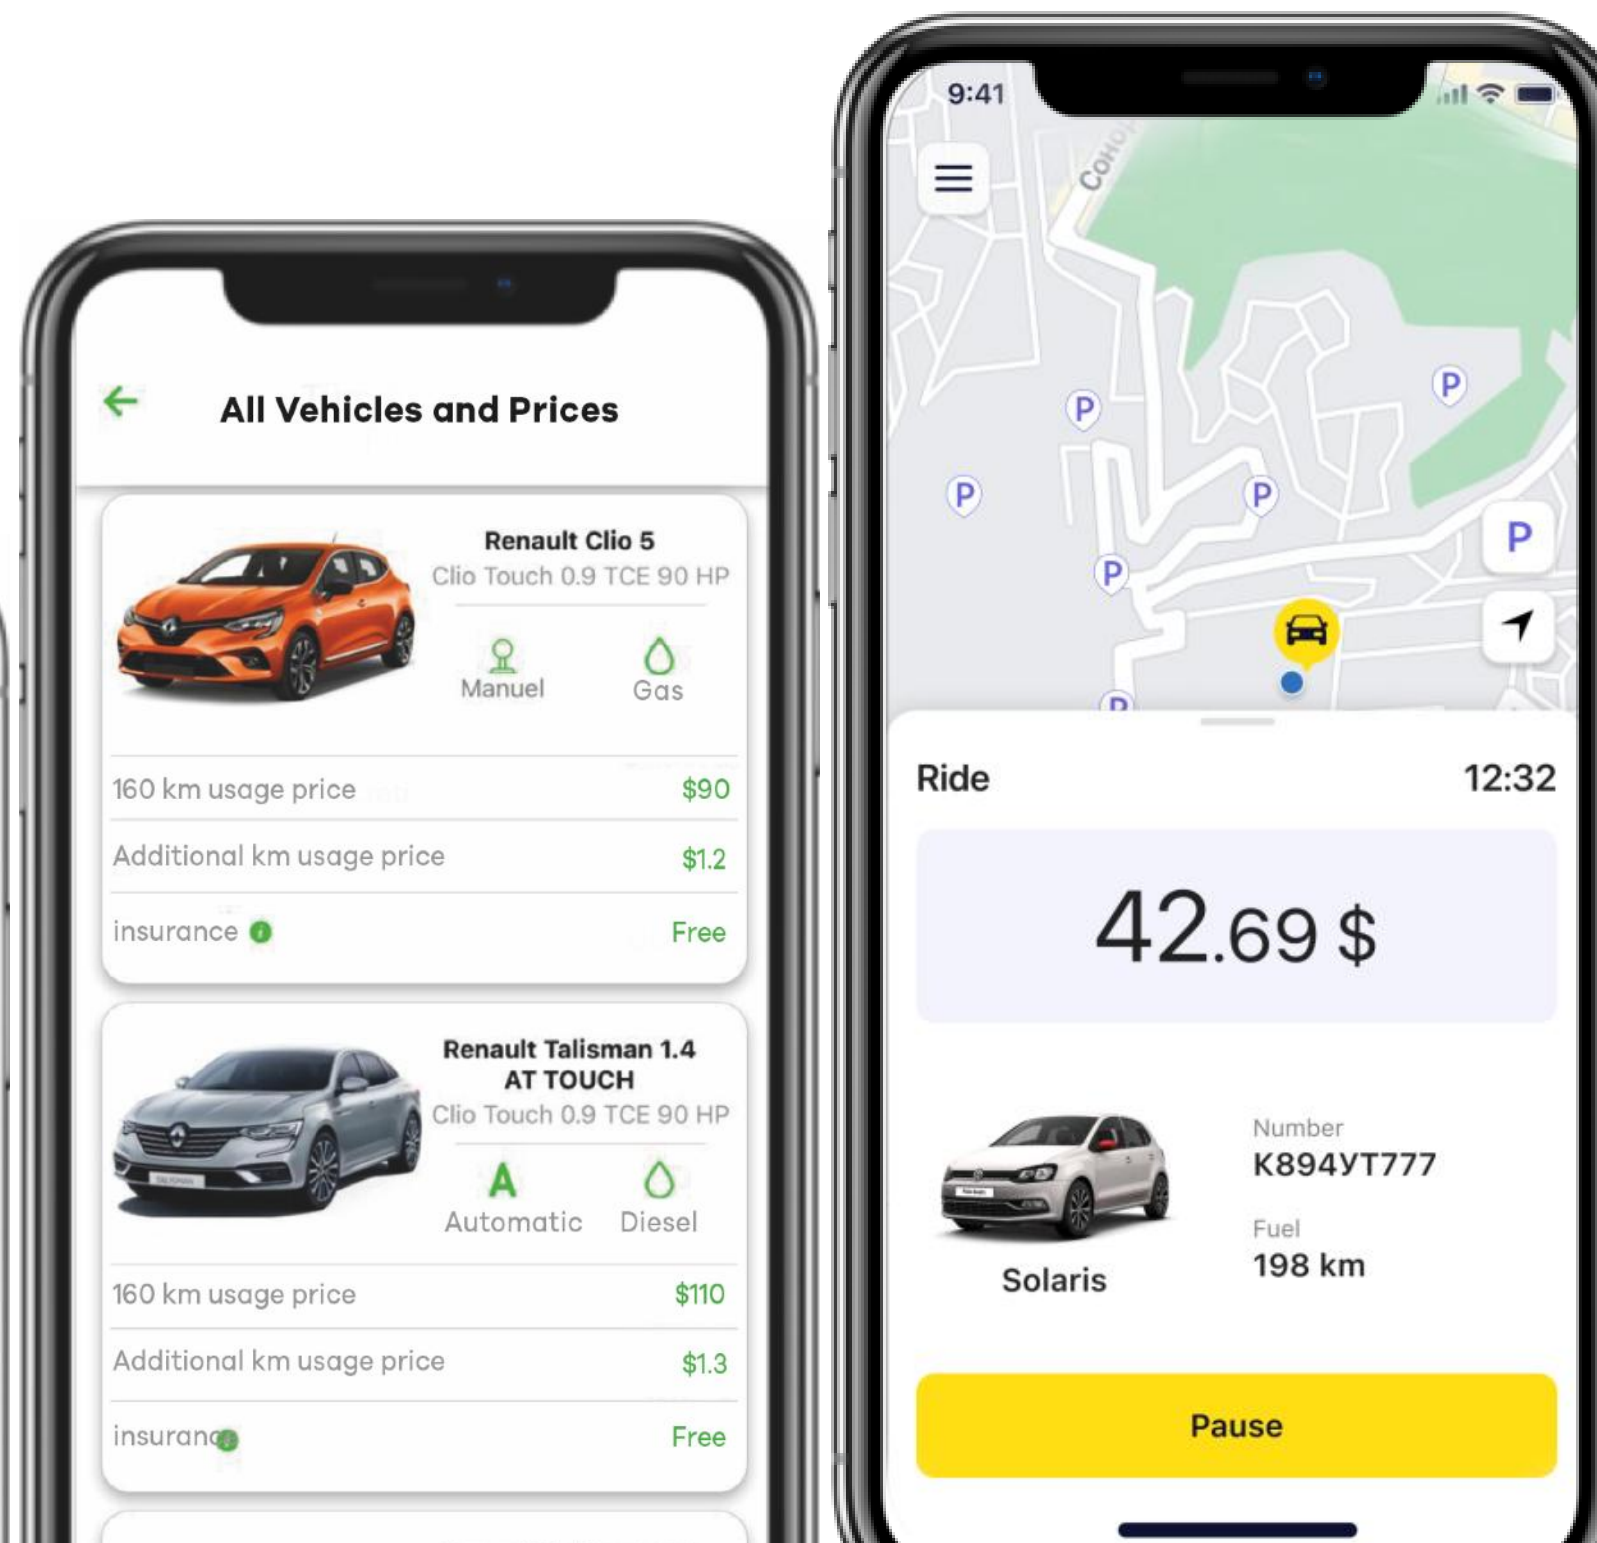 All Vehicles and Prices
Renault Clio 5
Clio Touch 0.9 TCE 90 HP
Manuel
Gas
160 km usage price
$90
Additional km usage price
$1.2
insurance
Free
Renault Talisman 1.4
AT TOUCH
Clio Touch 0.9 TCE 90 HP
A
Automatic
Diesel
160 km usage price
$110
Additional km usage price
$1.3
insurance
Free
9:41
P
P
P
P
P
P
P
Ride
12:32
42.69 $
Number
К894УТ777
Fuel
198 km
Solaris
Pause